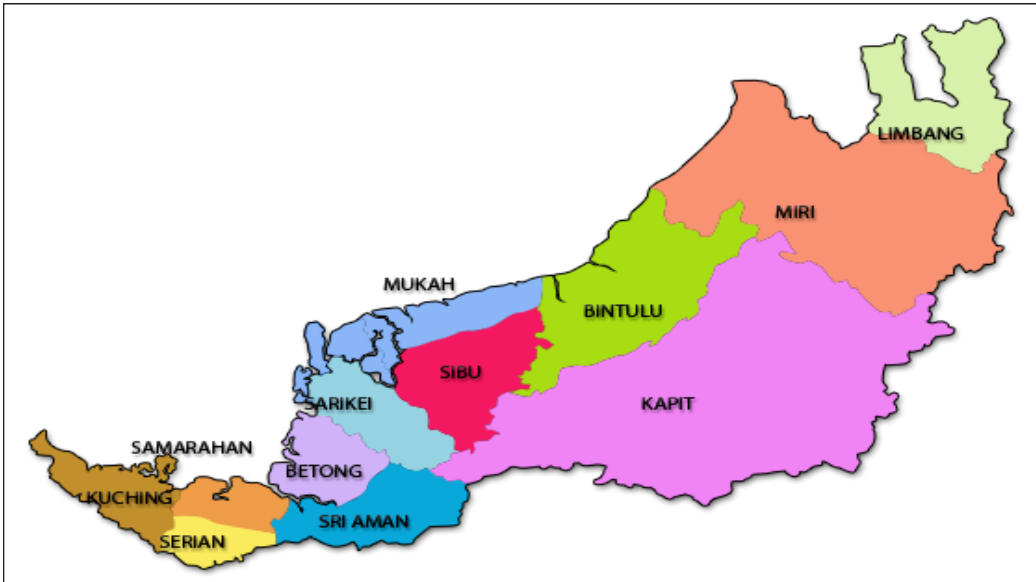 LIMBANG
MIRI
MUKAH
BINTULU
SIBU
KAPIT
SARIKEI
SAMARAHAN
BETONG
KUCHING
SRI AMAN
SERIAN